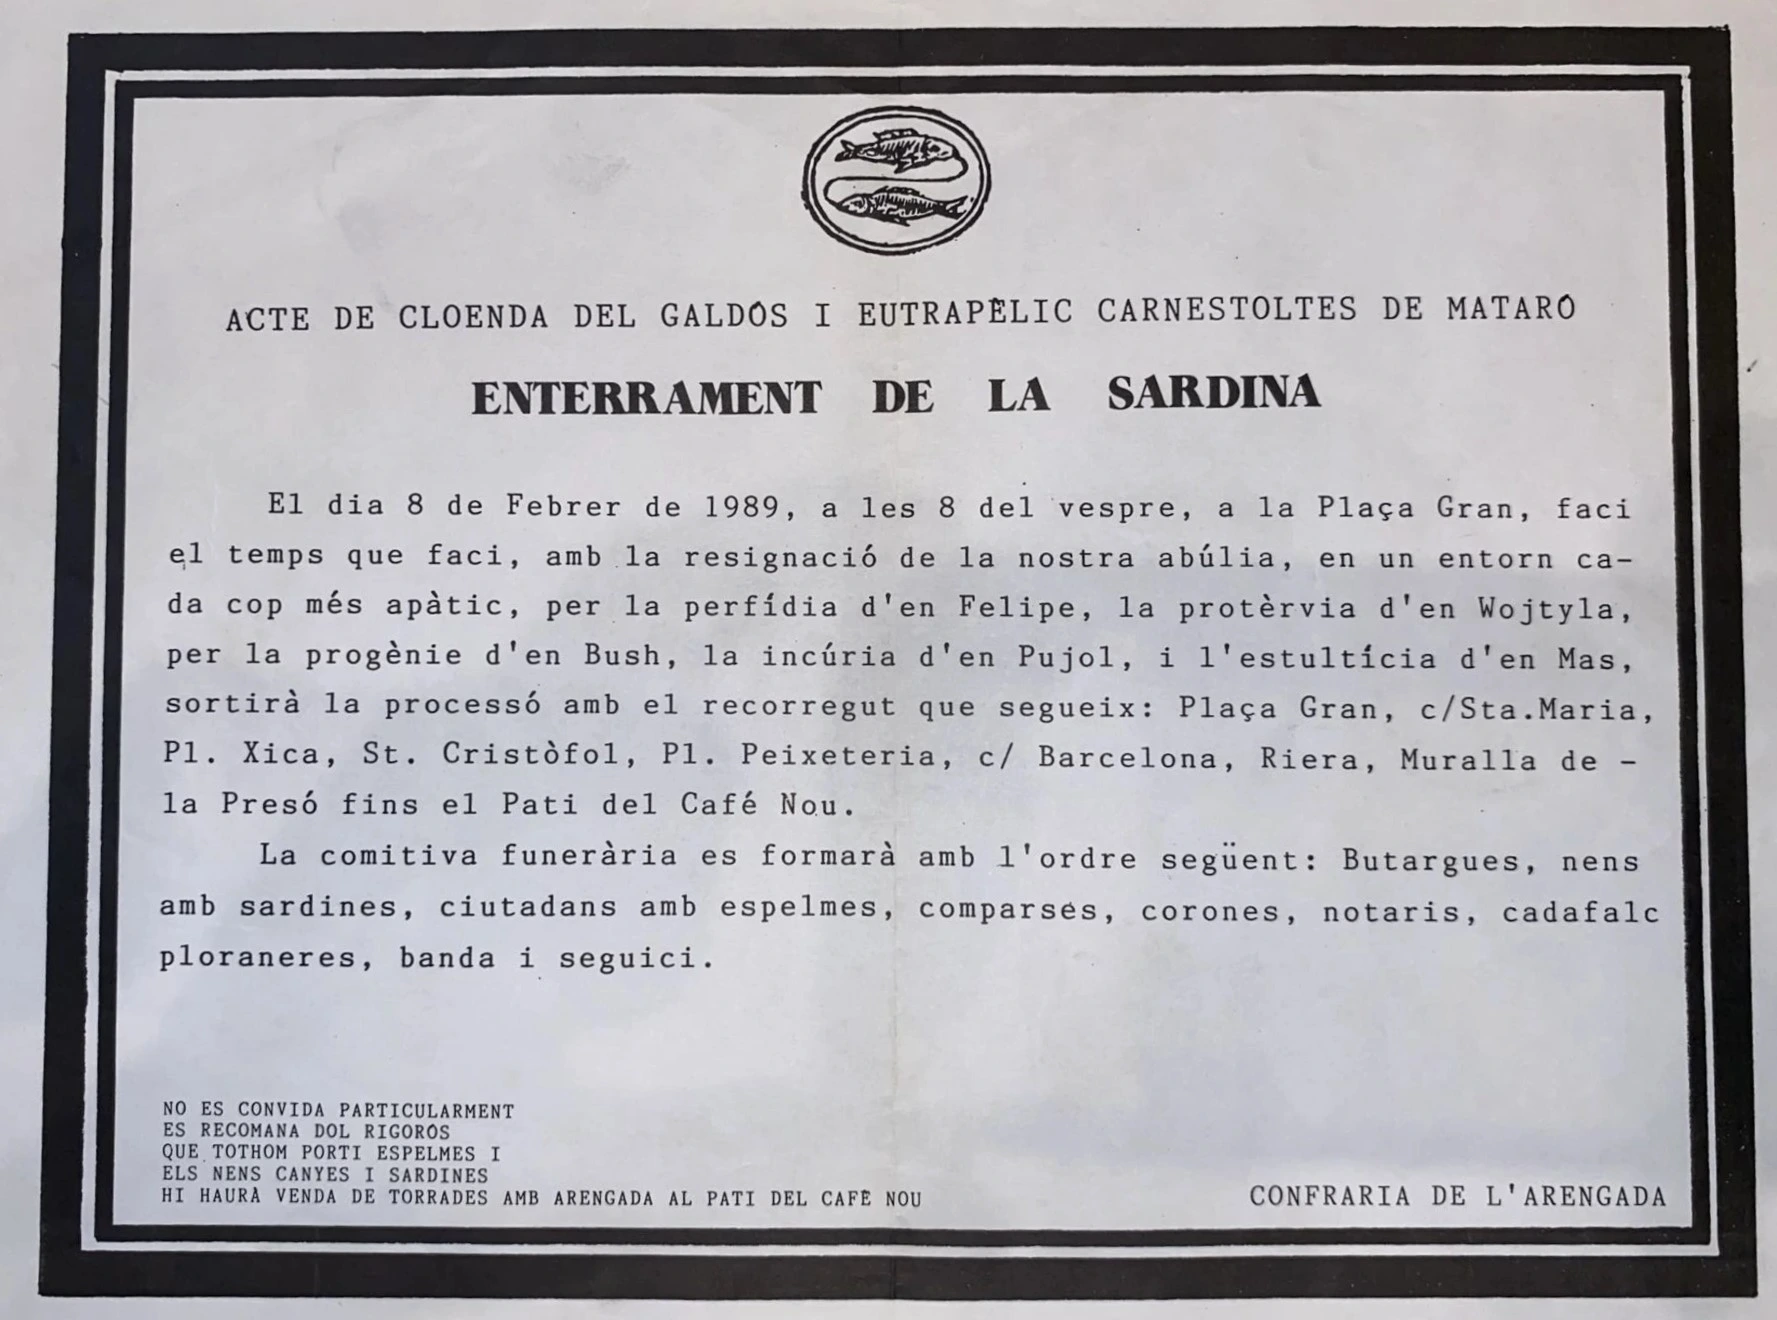 ACTE DE CLOENDA DEL GALDÓS I EUTRAPÈLIC CARNESTOLTES DE MATARÓ
ENTERRAMENT DE LA SARDINA
El dia 8 de Febrer de 1989, a les 8 del vespre, a la Plaça Gran, faci
el temps que faci, amb la resignació de la nostra abúlia, en un entorn ca-
da cop més apàtic, per la perfídia d'en Felipe, la protèrvia d'en Wojtyla,
per la progènie d'en Bush, la incúria d'en Pujol, i l'estultícia d'en Mas,
sortirà la processó amb el recorregut que segueix: Plaça Gran, c/Sta.Maria,
Pl. Xica, St. Cristòfol, Pl. Peixeteria, c/ Barcelona, Riera, Muralla de -
la Presó fins el Pati del Café Nou.
La comitiva funerària es formarà amb l'ordre següent: Butargues, nens
amb sardines, ciutadans amb espelmes, comparses, corones, notaris, cadafalc
ploraneres, banda i seguici.
NO ES CONVIDA PARTICULARMENT
ES RECOMANA DOL RIGORÓS
QUE TOTHOM PORTI ESPELMES I
ELS NENS CANYES I SARDINES
HI HAURÀ VENDA DE TORRADES AMB ARENGADA AL PATI DEL CAFÉ NOU
CONFRARIA DE L'ARENGADA